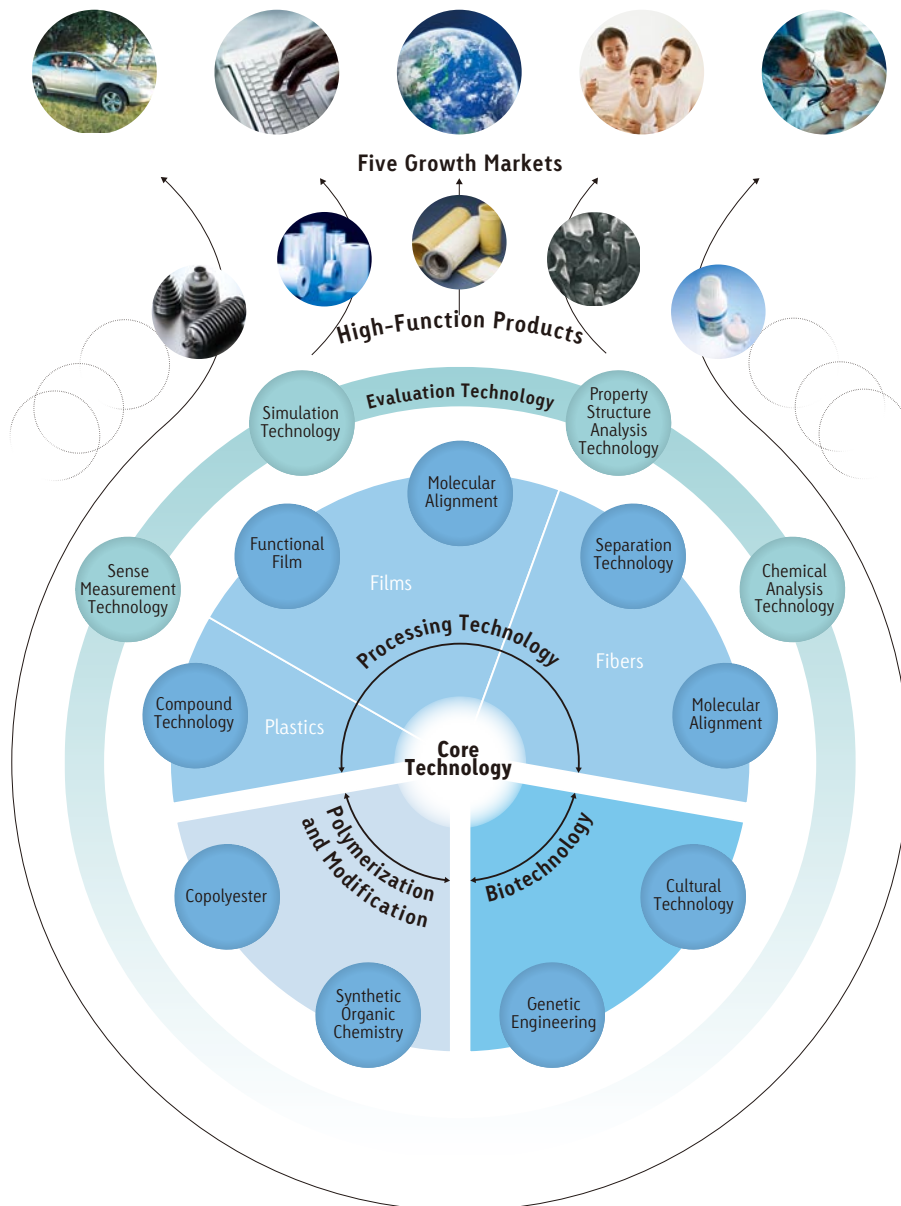 Five Growth Markets
High-Function Products
Evaluation Technology
Simulation
Technology
Property
Structure
Analysis
Technology
Sense
Measurement
Technology
Chemical
Analysis
Technology
Molecular
Alignment
Functional
Film
Separation
Technology
Films
Processing Technology
Fibers
Compound
Technology
Plastics
Molecular
Alignment
Core
Technology
Polymerization
and Modification
Biotechnology
Copolyester
Cultural
Technology
Synthetic
Organic
Chemistry
Genetic
Engineering